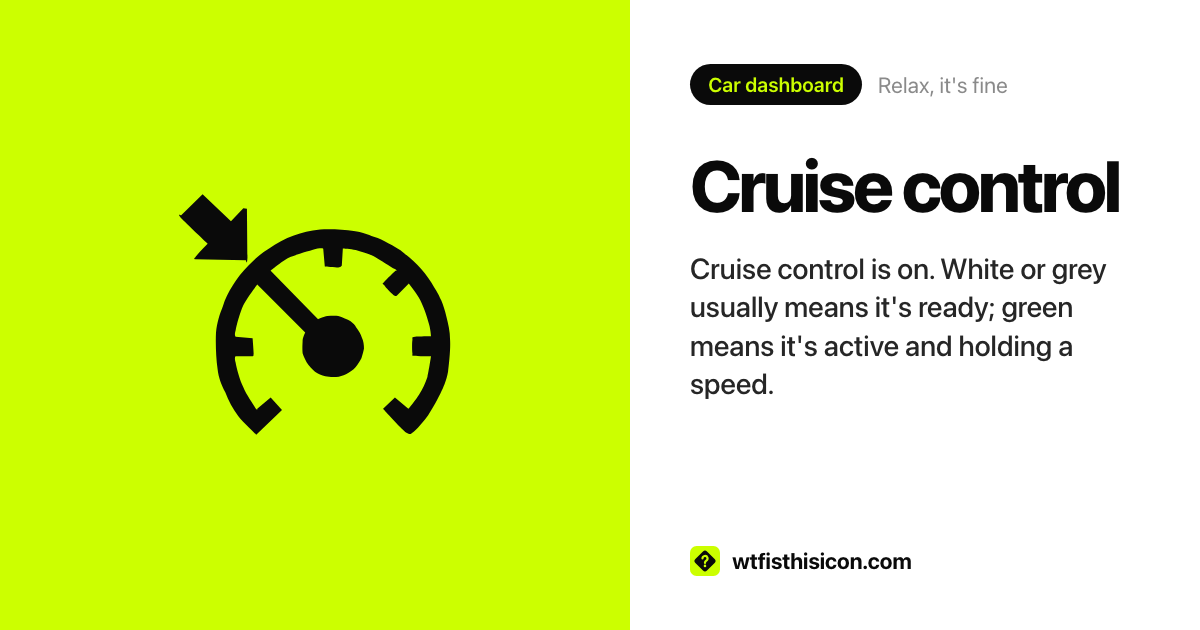 Car dashboard
Relax, it's fine
Cruise control
Cruise control is on. White or grey
usually means it's ready; green
means it's active and holding a
speed.
?
wtfisthisicon.com